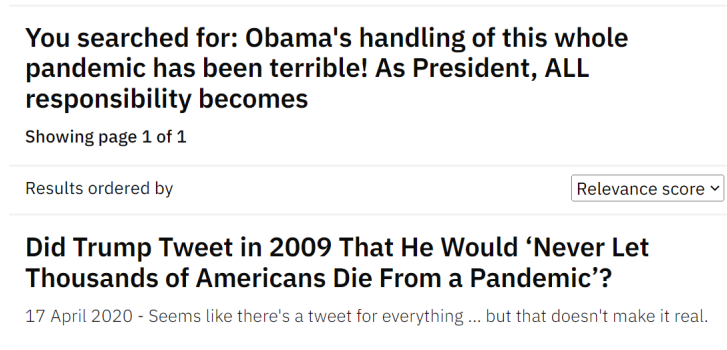 You searched for: Obama's handling of this whole
pandemic has been terrible! As President, ALL
responsibility becomes
Showing page 1 of 1
Results ordered by
Relevance score
Did Trump Tweet in 2009 That He Would ‘Never Let
Thousands of Americans Die From a Pandemic’?
17 April 2020 - Seems like there's a tweet for everything ... but that doesn't make it real.